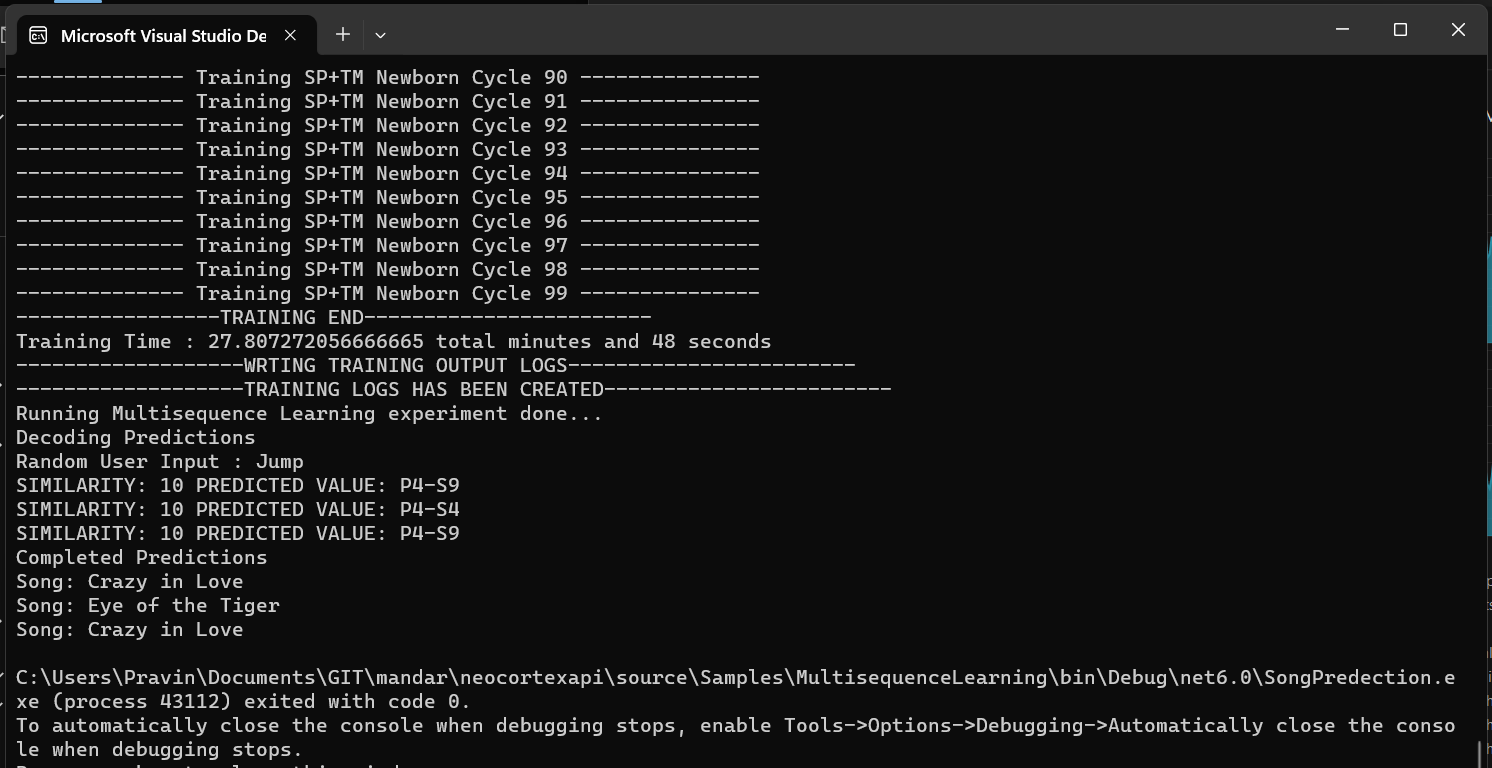 Microsoft Visual Studio De
-------------- Training SP+TM Newborn Cycle 90 ---------------
-------------- Training SP+TM Newborn Cycle 91 ---------------
-------------- Training SP+TM Newborn Cycle 92 ---------------
-------------- Training SP+TM Newborn Cycle 93 ---------------
-------------- Training SP+TM Newborn Cycle 94 ---------------
-------------- Training SP+TM Newborn Cycle 95 ---------------
-------------- Training SP+TM Newborn Cycle 96 ---------------
-------------- Training SP+TM Newborn Cycle 97 ---------------
-------------- Training SP+TM Newborn Cycle 98 ---------------
-------------- Training SP+TM Newborn Cycle 99 ---------------
-----------------TRAINING END------------------------
Training Time : 27.807272056666665 total minutes and 48 seconds
-------------------WRTING TRAINING OUTPUT LOGS------------------------
-------------------TRAINING LOGS HAS BEEN CREATED------------------------
Running Multisequence Learning experiment done...
Decoding Predictions
Random User Input : Jump
SIMILARITY: 10 PREDICTED VALUE: P4-S9
SIMILARITY: 10 PREDICTED VALUE: P4-S4
SIMILARITY: 10 PREDICTED VALUE: P4-S9
Completed Predictions
Song: Crazy in Love
Song: Eye of the Tiger
Song: Crazy in Love
C:\Users\Pravin\Documents\GIT\mandar\neocortexapi\source\Samples\MultisequenceLearning\bin\Debug\net6.0\SongPredection.e
xe (process 43112) exited with code 0.
To automatically close the console when debugging stops, enable Tools->Options->Debugging->Automatically close the conso
le when debugging stops.